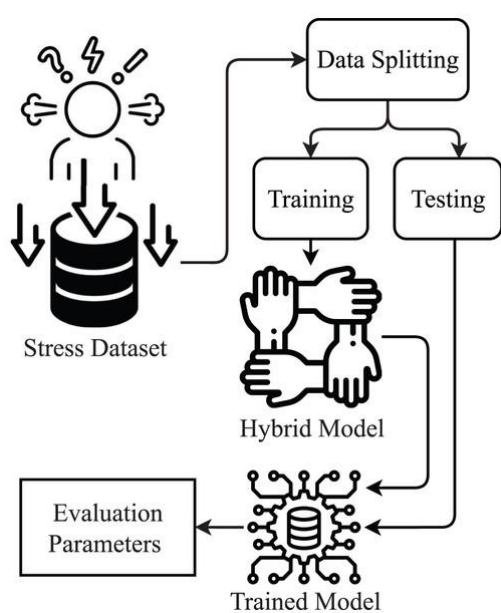 Data Splitting
Training
Testing
Stress Dataset
Hybrid Model
Evaluation
Parameters
Trained Model